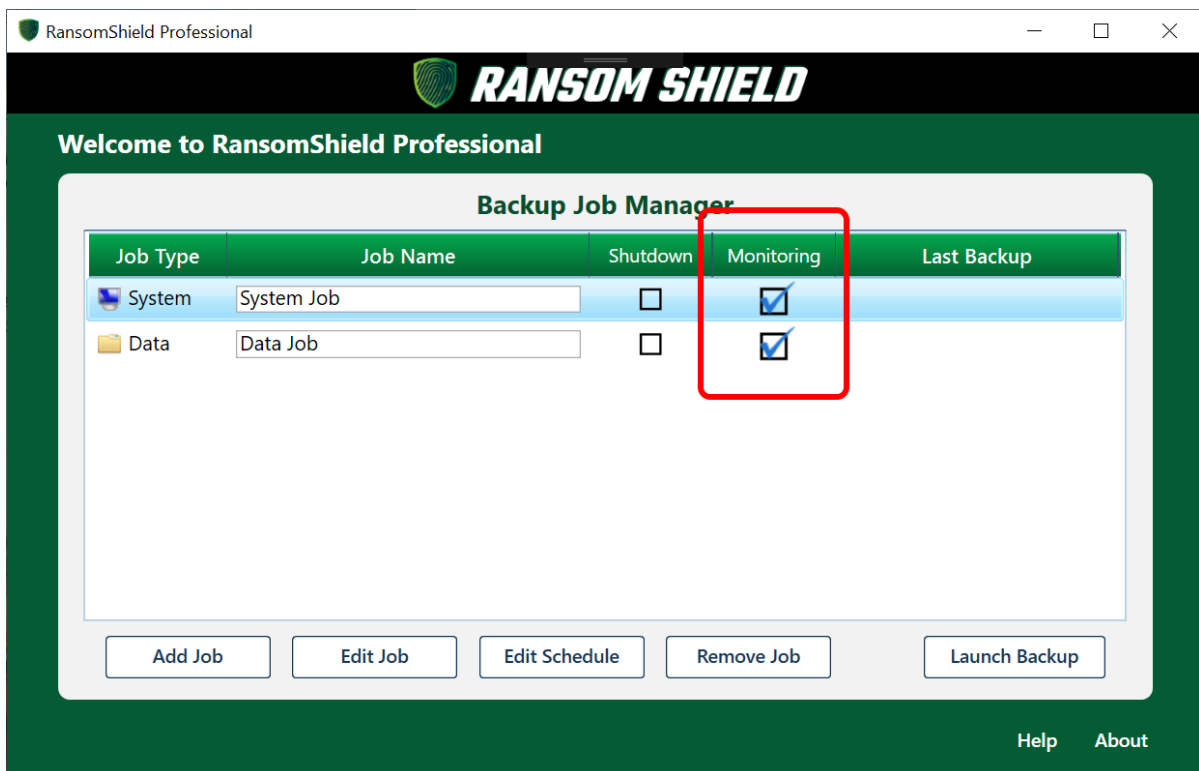 RansomShield Professional
RANSOM SHIELD
Welcome to RansomShield Professional
Backup Job Manager
Job Type Job Name Shutdown Monitoring Last Backup
System System Job
Data Data Job
Add Job Edit Job Edit Schedule Remove Job Launch Backup
Help About